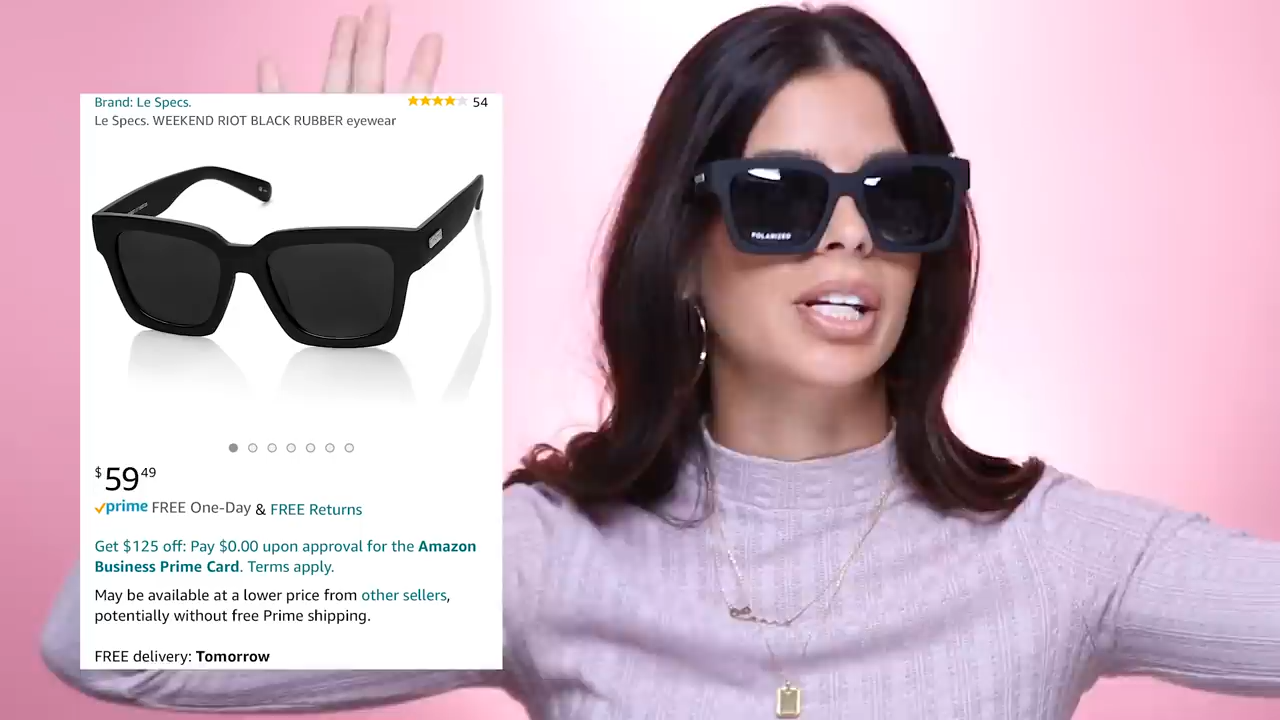 Brand: Le Specs.
54
Le Specs. WEEKEND RIOT BLACK RUBBER eyewear
$59.49
prime FREE One-Day & FREE Returns
Get $125 off: Pay $0.00 upon approval for the Amazon
Business Prime Card. Terms apply.
May be available at a lower price from other sellers,
potentially without free Prime shipping.
FREE delivery: Tomorrow
POLARIZED